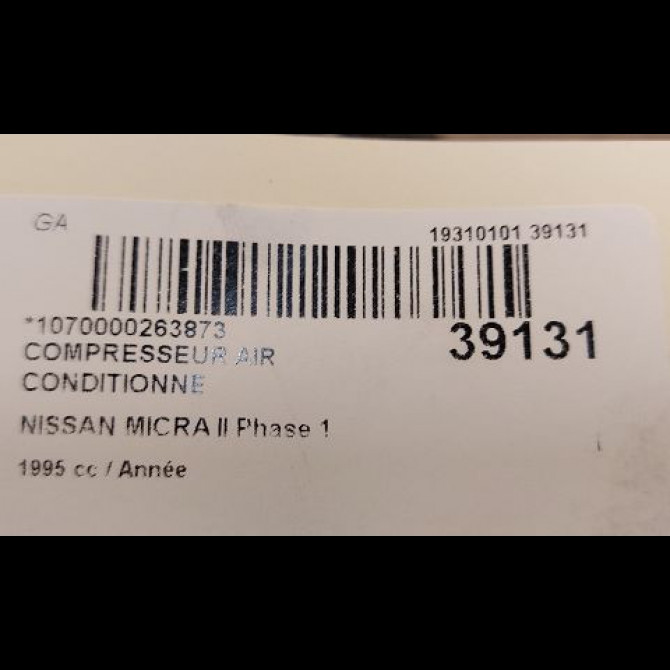 GA
19310101 39131
*1070000263873
39131
COMPRESSEUR AIR
CONDITIONNE
NISSAN MICRA II Phase 1
1995 cc / Année